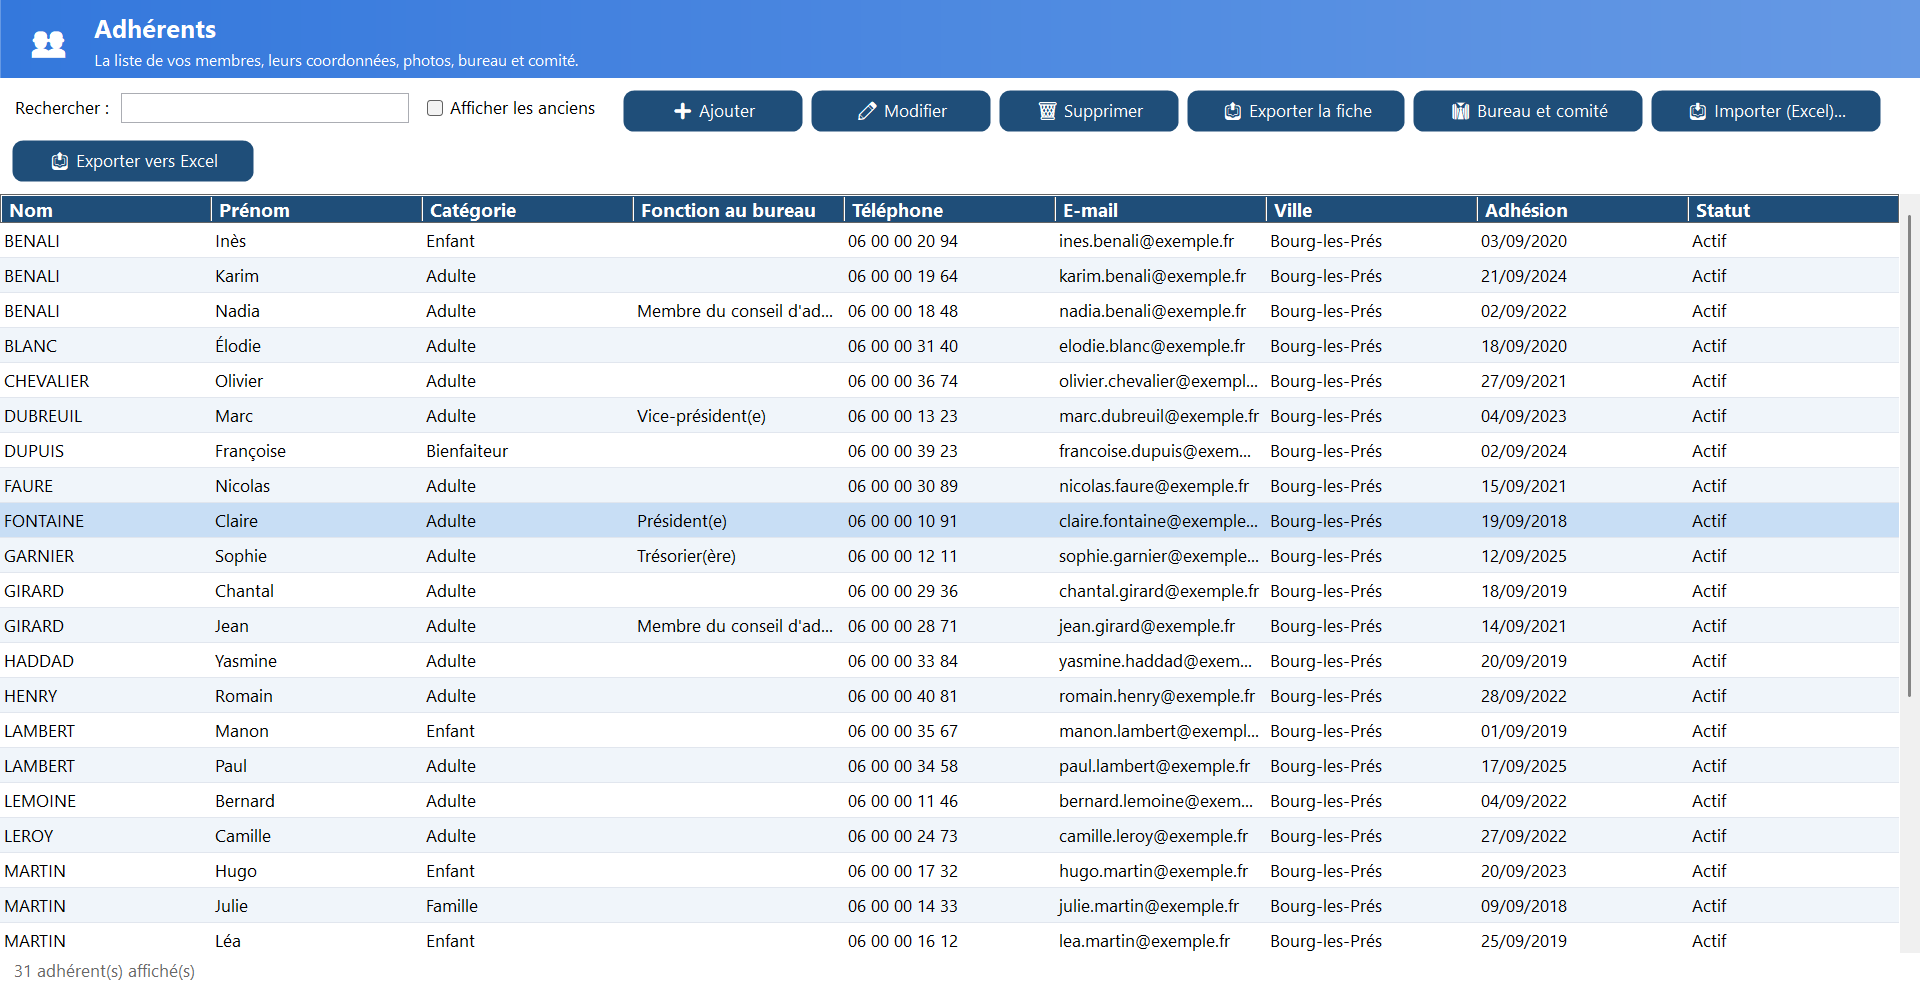 Adhérents
La liste de vos membres, leurs coordonnées, photos, bureau et comité.
Rechercher : Afficher les anciens Ajouter Modifier Supprimer Exporter la fiche Bureau et comité Importer (Excel)...
Exporter vers Excel
Nom Prénom Catégorie Fonction au bureau Téléphone E-mail Ville Adhésion Statut
BENALI Inès Enfant 06 00 00 20 94 ines.benali@exemple.fr Bourg-les-Prés 03/09/2020 Actif
BENALI Karim Adulte 06 00 00 19 64 karim.benali@exemple.fr Bourg-les-Prés 21/09/2024 Actif
BENALI Nadia Adulte Membre du conseil d'ad... 06 00 00 18 48 nadia.benali@exemple.fr Bourg-les-Prés 02/09/2022 Actif
BLANC Élodie Adulte 06 00 00 31 40 elodie.blanc@exemple.fr Bourg-les-Prés 18/09/2020 Actif
CHEVALIER Olivier Adulte 06 00 00 36 74 olivier.chevalier@exempl... Bourg-les-Prés 27/09/2021 Actif
DUBREUIL Marc Adulte Vice-président(e) 06 00 00 13 23 marc.dubreuil@exemple.fr Bourg-les-Prés 04/09/2023 Actif
DUPUIS Françoise Bienfaiteur 06 00 00 39 23 francoise.dupuis@exem... Bourg-les-Prés 02/09/2024 Actif
FAURE Nicolas Adulte 06 00 00 30 89 nicolas.faure@exemple.fr Bourg-les-Prés 15/09/2021 Actif
FONTAINE Claire Adulte Président(e) 06 00 00 10 91 claire.fontaine@exemple... Bourg-les-Prés 19/09/2018 Actif
GARNIER Sophie Adulte Trésorier(ère) 06 00 00 12 11 sophie.garnier@exemple... Bourg-les-Prés 12/09/2025 Actif
GIRARD Chantal Adulte 06 00 00 29 36 chantal.girard@exemple.fr Bourg-les-Prés 18/09/2019 Actif
GIRARD Jean Adulte Membre du conseil d'ad... 06 00 00 28 71 jean.girard@exemple.fr Bourg-les-Prés 14/09/2021 Actif
HADDAD Yasmine Adulte 06 00 00 33 84 yasmine.haddad@exem... Bourg-les-Prés 20/09/2019 Actif
HENRY Romain Adulte 06 00 00 40 81 romain.henry@exemple.fr Bourg-les-Prés 28/09/2022 Actif
LAMBERT Manon Enfant 06 00 00 35 67 manon.lambert@exempl... Bourg-les-Prés 01/09/2019 Actif
LAMBERT Paul Adulte 06 00 00 34 58 paul.lambert@exemple.fr Bourg-les-Prés 17/09/2025 Actif
LEMOINE Bernard Adulte 06 00 00 11 46 bernard.lemoine@exem... Bourg-les-Prés 04/09/2022 Actif
LEROY Camille Adulte 06 00 00 24 73 camille.leroy@exemple.fr Bourg-les-Prés 27/09/2022 Actif
MARTIN Hugo Enfant 06 00 00 17 32 hugo.martin@exemple.fr Bourg-les-Prés 20/09/2023 Actif
MARTIN Julie Famille 06 00 00 14 33 julie.martin@exemple.fr Bourg-les-Prés 09/09/2018 Actif
MARTIN Léa Enfant 06 00 00 16 12 lea.martin@exemple.fr Bourg-les-Prés 25/09/2019 Actif
31 adhérent(s) affiché(s)